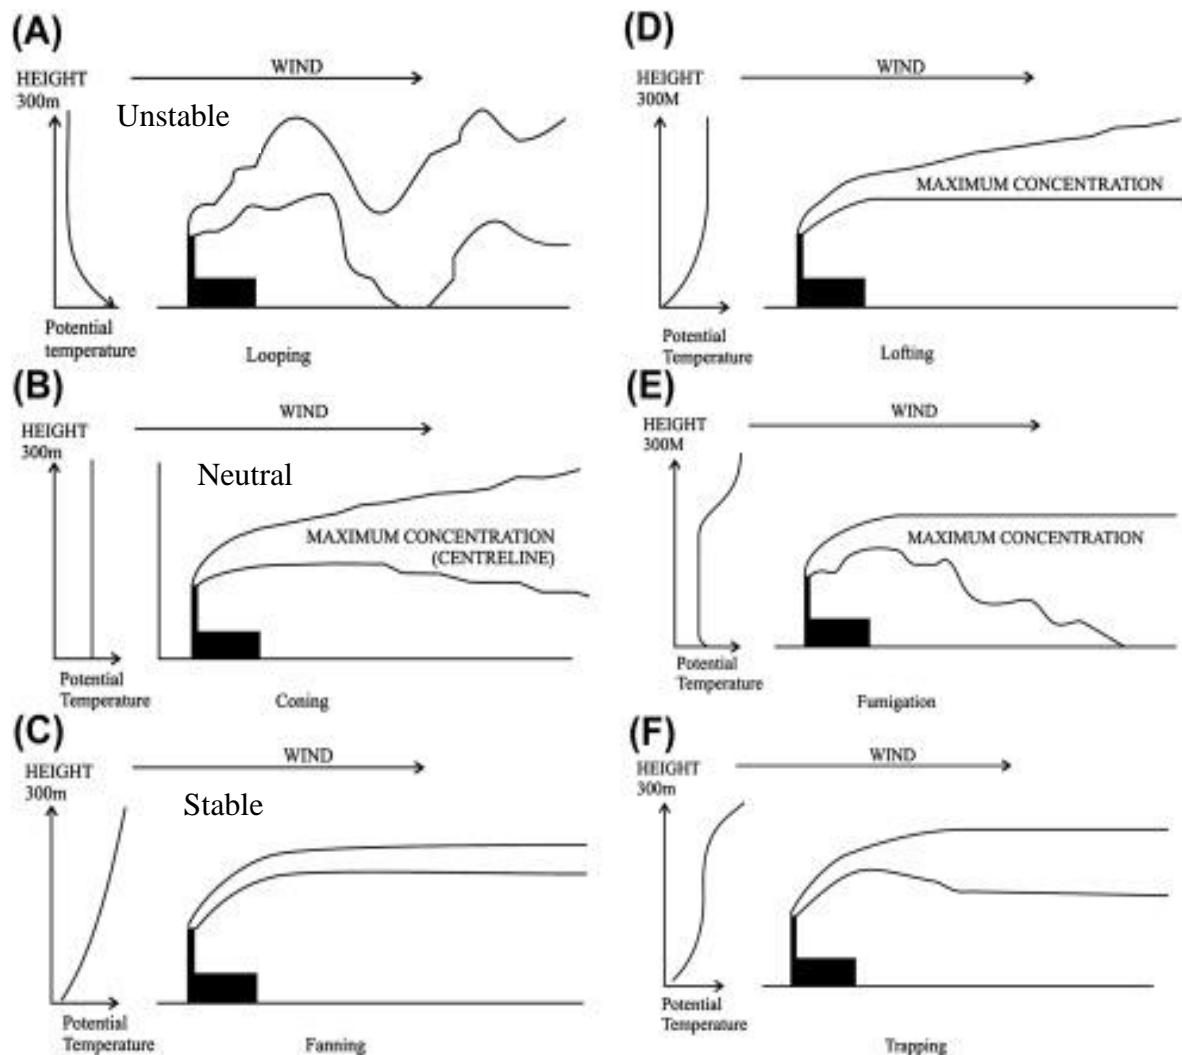 (A)
WIND
HEIGHT
300m
Unstable
Potential
temperature
Looping
(B)
WIND
HEIGHT
300m
Neutral
MAXIMUM CONCENTRATION
(CENTRELINE)
Potential
Temperature
Coning
(C)
WIND
HEIGHT
300m
Stable
Potential
Temperature
Fanning
(D)
WIND
HEIGHT
300M
MAXIMUM CONCENTRATION
Potential
Temperature
Lofting
(E)
WIND
HEIGHT
300M
MAXIMUM CONCENTRATION
Potential
Temperature
Fumigation
(F)
WIND
HEIGHT
300m
Potential
Temperature
Trapping